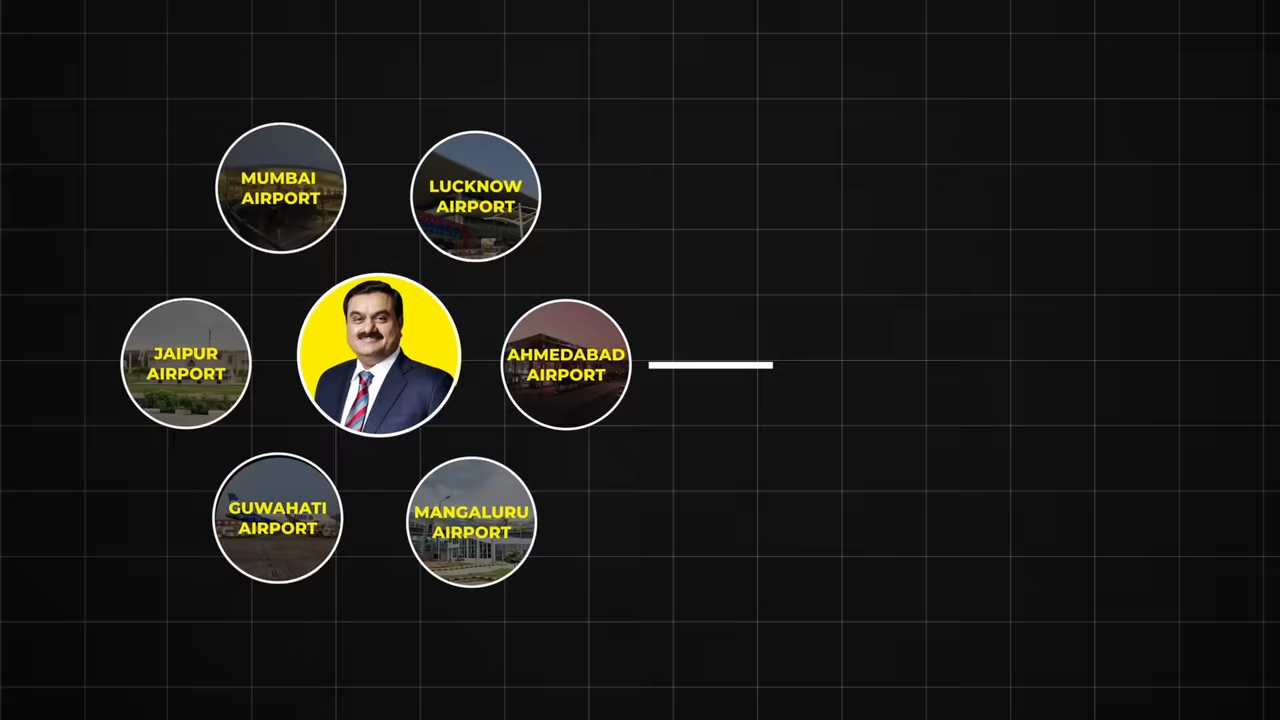 MUMBAI
AIRPORT
LUCKNOW
AIRPORT
JAIPUR
AIRPORT
AHMEDABAD
AIRPORT
GUWAHATI
AIRPORT
MANGALURU
AIRPORT